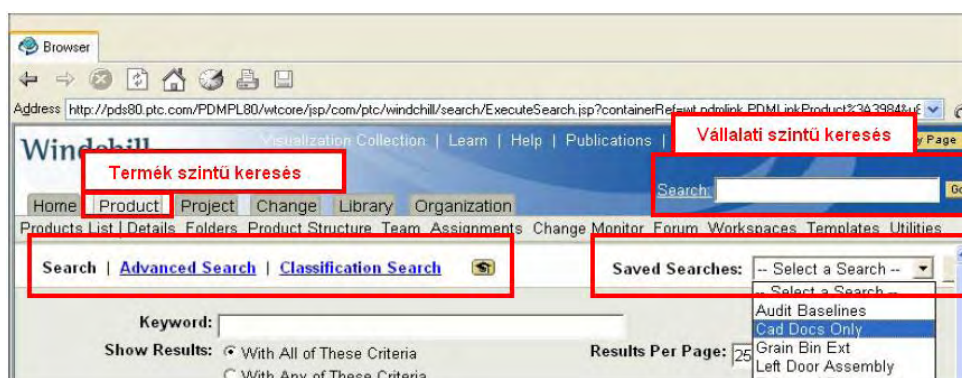 Browser
Address http://pds80.ptc.com/PDMPL80/wtcore/jsp/com/ptc/windchill/search/ExecuteSearch.jsp?containerRef=wt.pdmlink.PDMLinkProduct%3A3984&u
Windchill
Visualization Collection | Learn | Help | Publications |
Vállalati szintű keresés
y Page
Termék szintű keresés
Search:
Go
Home Product Project Change Library Organization
Products List | Details Folders Product Structure Team Assignments Change Monitor Forum Workspaces Templates Utilities
Search | Advanced Search | Classification Search
Saved Searches: -- Select a Search --
-- Select a Search --
Audit Baselines
Keyword:
Cad Docs Only
Show Results: With All of These Criteria
Results Per Page: 25
Grain Bin Ext
Left Door Assembly
With Any of These Criteria